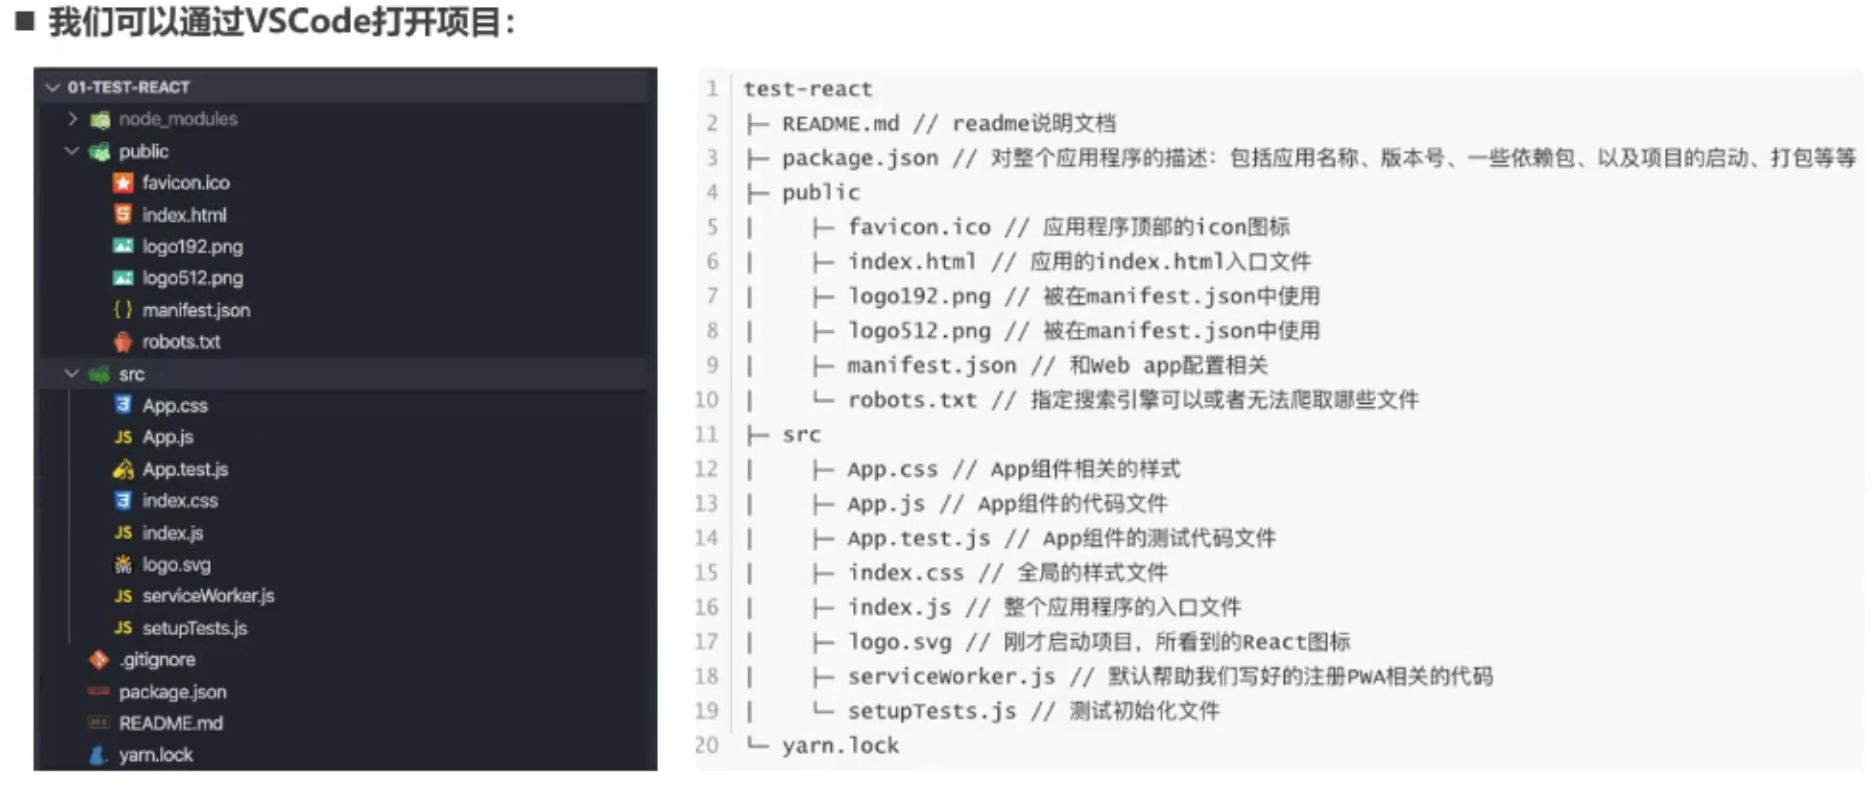 ■ 我们可以通过VSCode打开项目：
01-TEST-REACT
node_modules
public
favicon.ico
index.html
logo192.png
logo512.png
manifest.json
robots.txt
src
App.css
App.js
App.test.js
index.css
index.js
logo.svg
serviceWorker.js
setupTests.js
.gitignore
package.json
README.md
yarn.lock
1 test-react
2 ├─ README.md // readme说明文档
3 ├─ package.json // 对整个应用程序的描述：包括应用名称、版本号、一些依赖包、以及项目的启动、打包等等
4 ├─ public
5 |    ├─ favicon.ico // 应用程序顶部的icon图标
6 |    ├─ index.html // 应用的index.html入口文件
7 |    ├─ logo192.png // 被在manifest.json中使用
8 |    ├─ logo512.png // 被在manifest.json中使用
9 |    ├─ manifest.json // 和Web app配置相关
10 |    └─ robots.txt // 指定搜索引擎可以或者无法爬取哪些文件
11 ├─ src
12 |    ├─ App.css // App组件相关的样式
13 |    ├─ App.js // App组件的代码文件
14 |    ├─ App.test.js // App组件的测试代码文件
15 |    ├─ index.css // 全局的样式文件
16 |    ├─ index.js // 整个应用程序的入口文件
17 |    ├─ logo.svg // 刚才启动项目，所看到的React图标
18 |    ├─ serviceWorker.js // 默认帮助我们写好的注册PWA相关的代码
19 |    └─ setupTests.js // 测试初始化文件
20 └─ yarn.lock